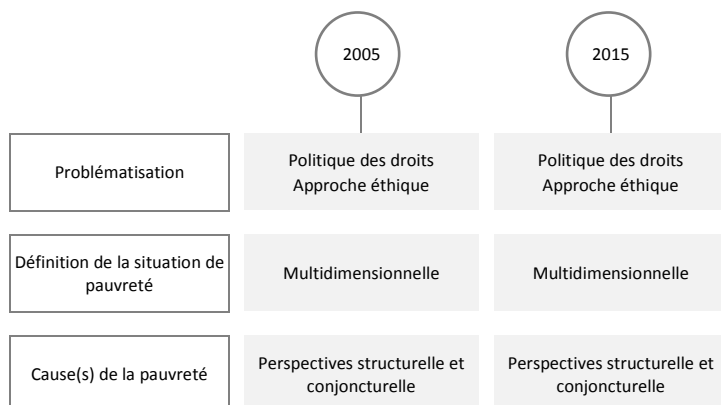 2005
2015
Problématisation
Politique des droits
Approche éthique
Politique des droits
Approche éthique
Définition de la situation de
pauvreté
Multidimensionnelle
Multidimensionnelle
Cause(s) de la pauvreté
Perspectives structurelle et
conjoncturelle
Perspectives structurelle et
conjoncturelle